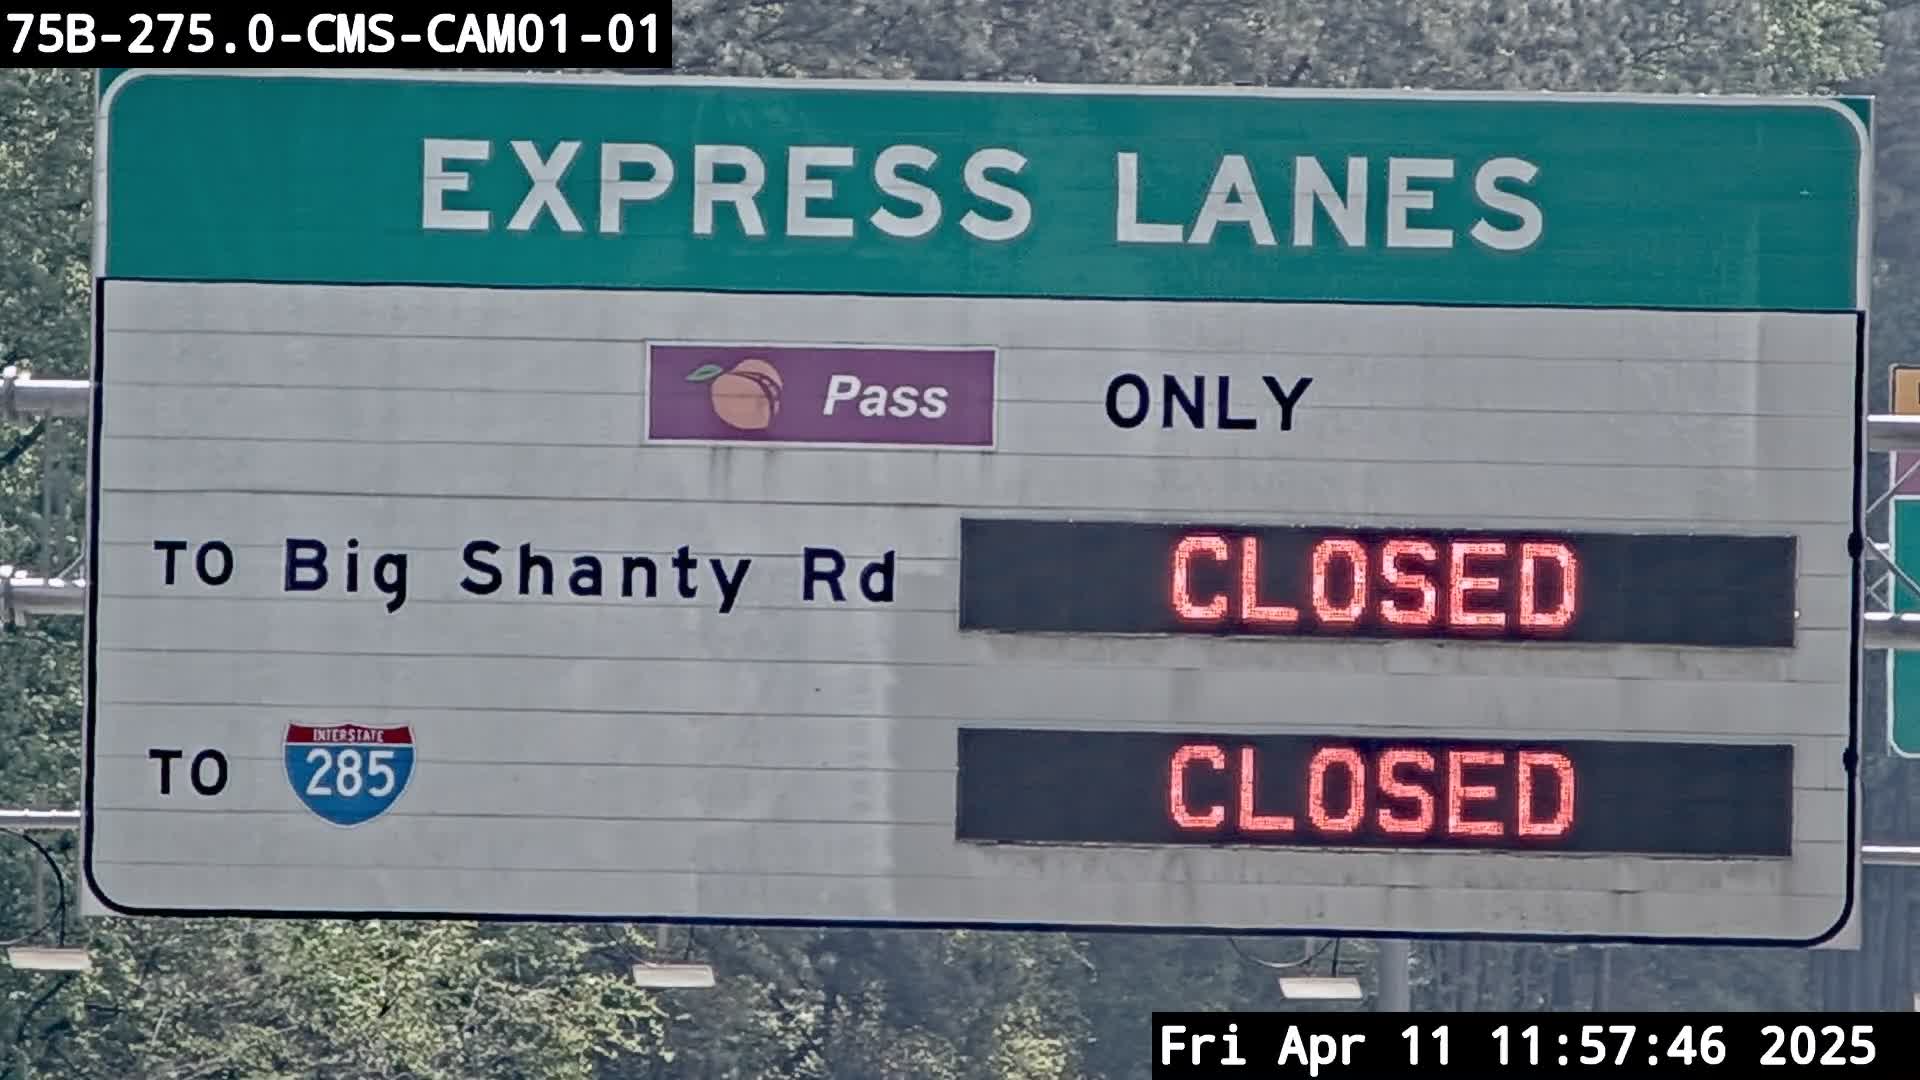 75B-275.0-CMS-CAM01-01
EXPRESS LANES
Pass ONLY
TO Big Shanty Rd CLOSED
TO INTERSTATE 285 CLOSED
Fri Apr 11 11:57:46 2025